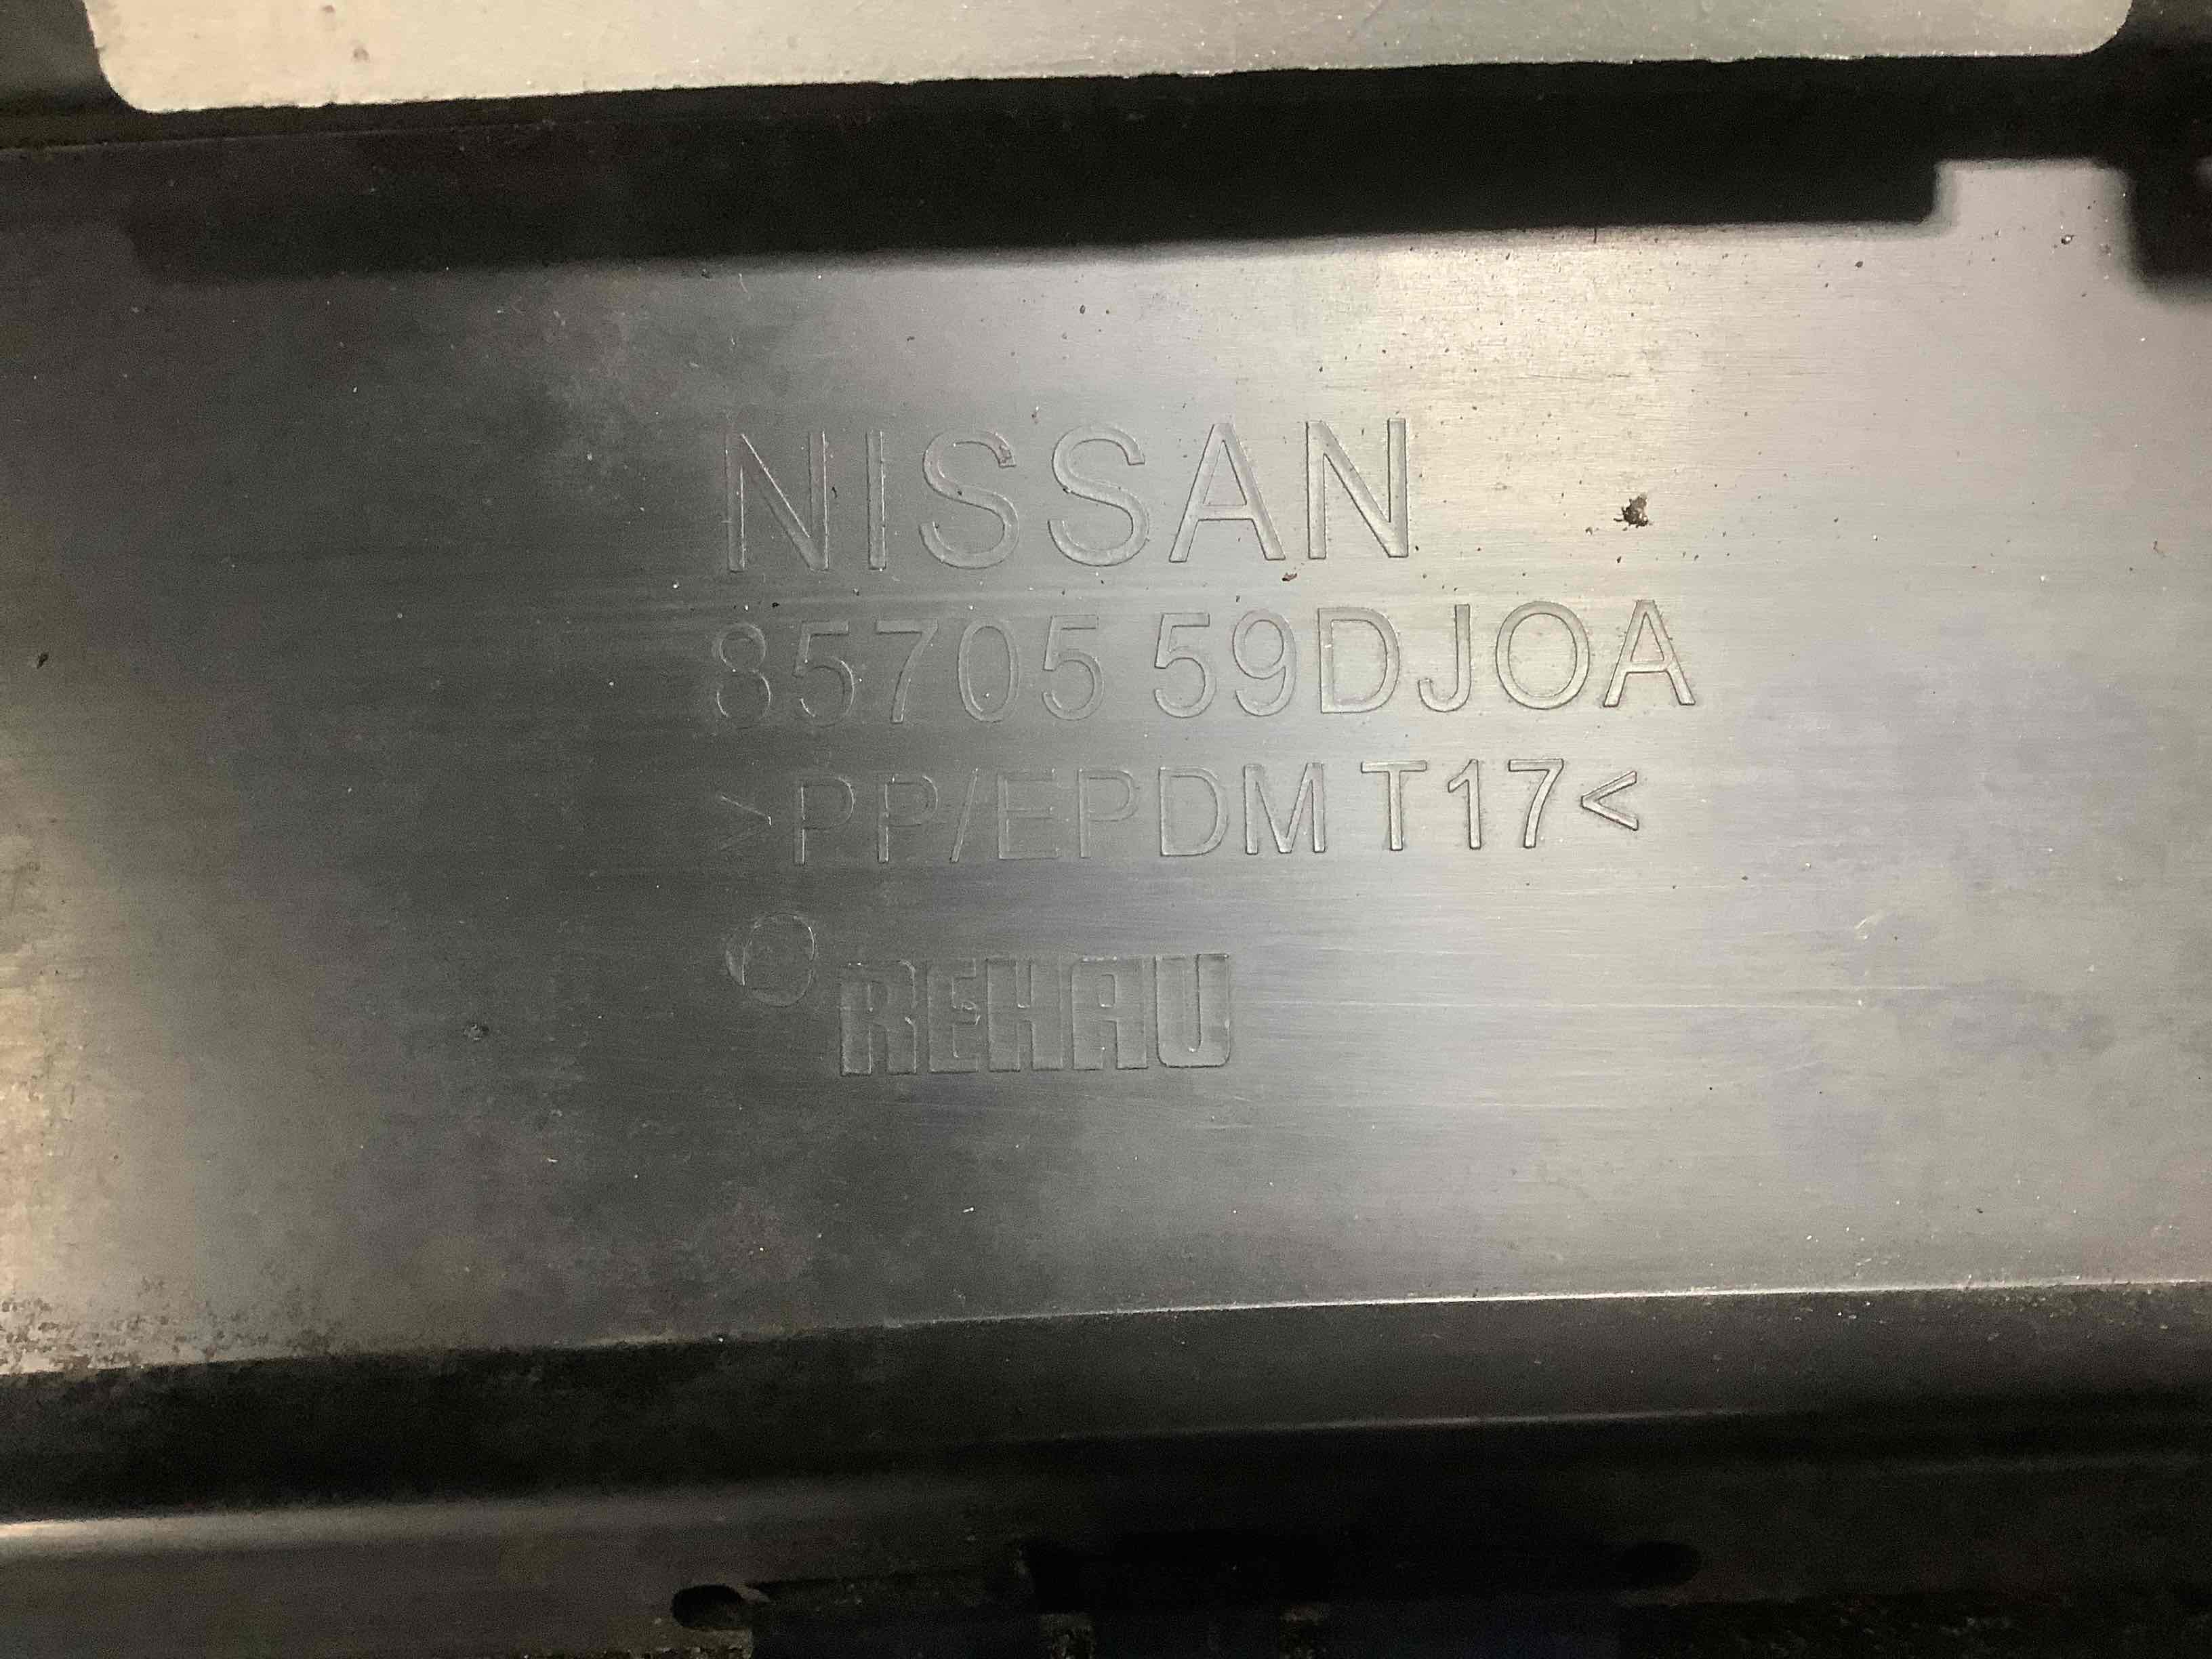 NISSAN
85705 59DJOA
>PP/EPDM T17<
© REHAU